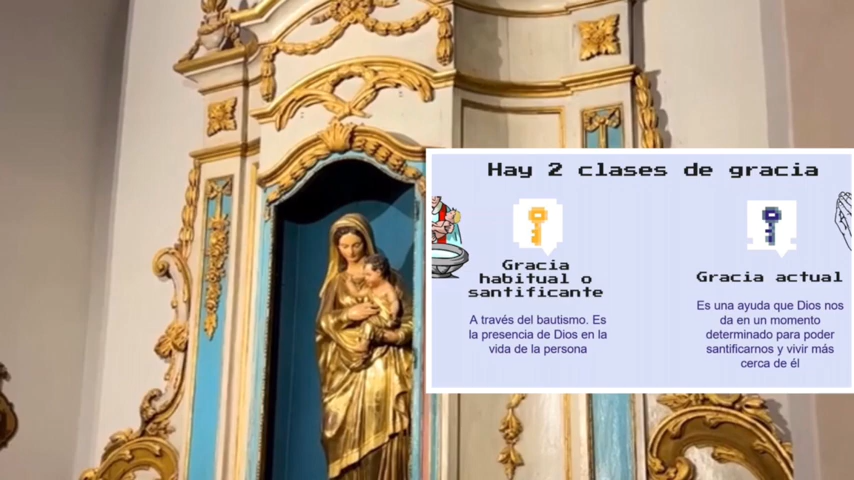 Hay 2 clases de gracia
Gracia
habitual o
santificante
A través del bautismo. Es
la presencia de Dios en la
vida de la persona
Gracia actual
Es una ayuda que Dios nos
da en un momento
determinado para poder
santificarnos y vivir más
cerca de él